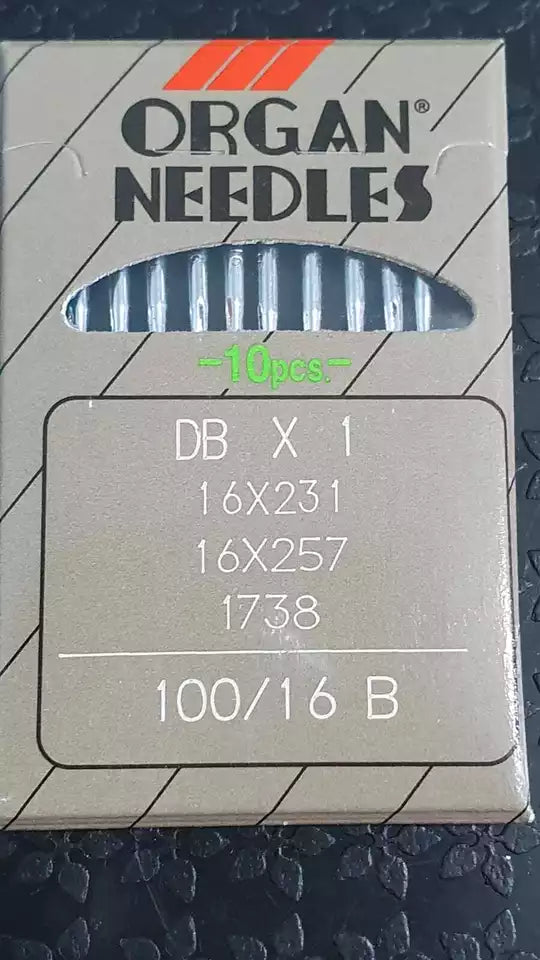 ORGAN®
NEEDLES
-10pcs.-
DB X 1
16X231
16X257
1738
100/16 B